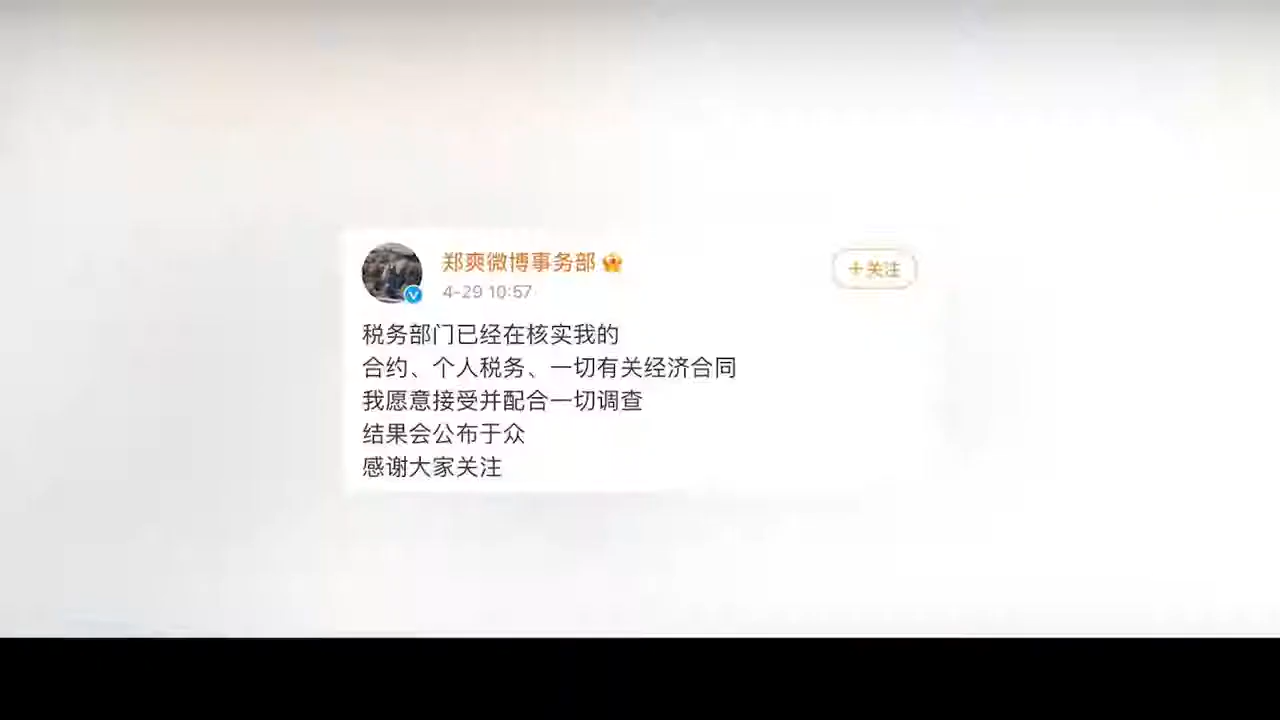 郑爽微博事务部
4-29 10:57
+关注
税务部门已经在核实我的
合约、个人税务、一切有关经济合同
我愿意接受并配合一切调查
结果会公布于众
感谢大家关注